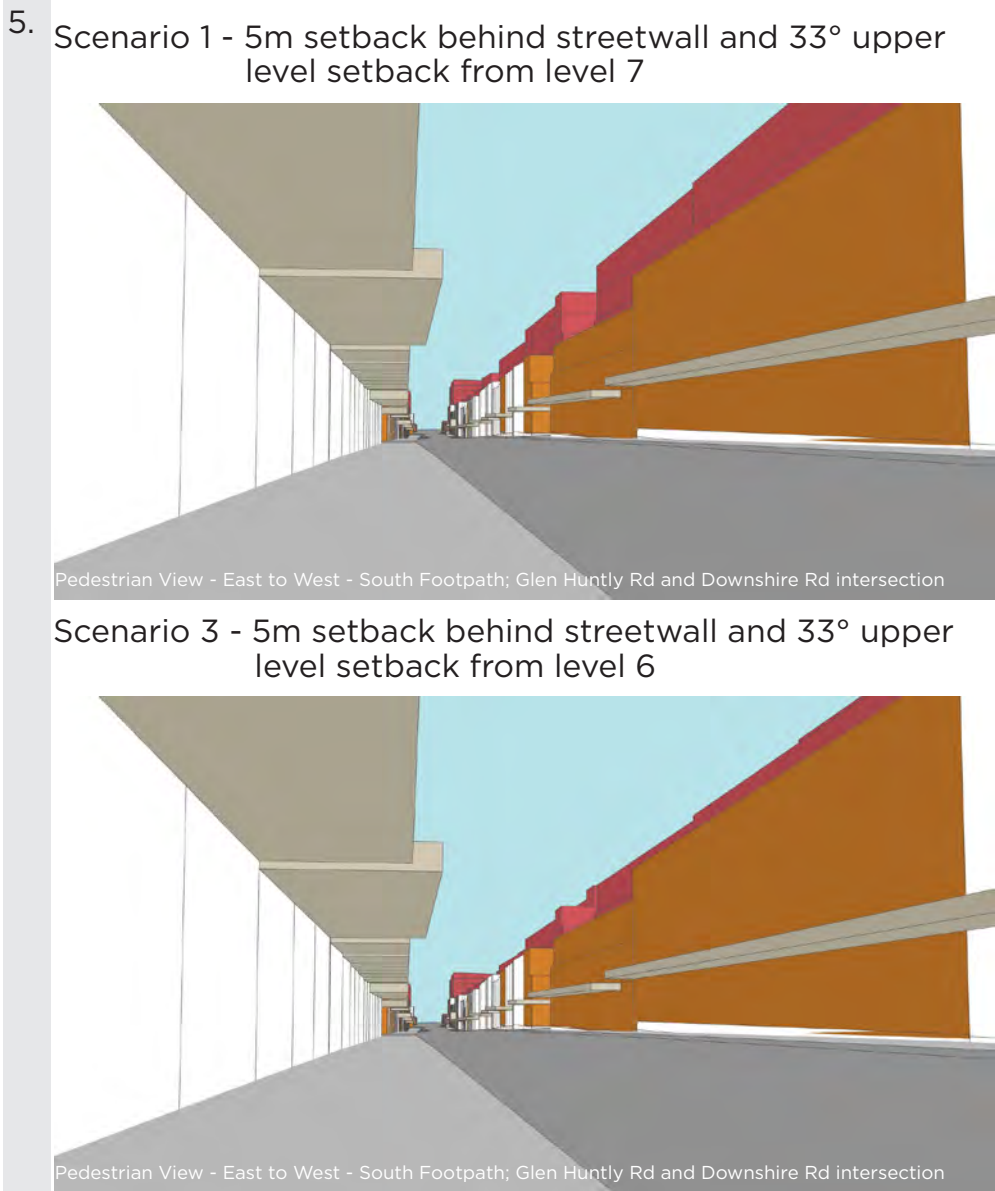 5.
Scenario 1 - 5m setback behind streetwall and 33° upper
level setback from level 7
Pedestrian View - East to West - South Footpath; Glen Huntly Rd and Downshire Rd intersection
Scenario 3 - 5m setback behind streetwall and 33° upper
level setback from level 6
Pedestrian View - East to West - South Footpath; Glen Huntly Rd and Downshire Rd intersection